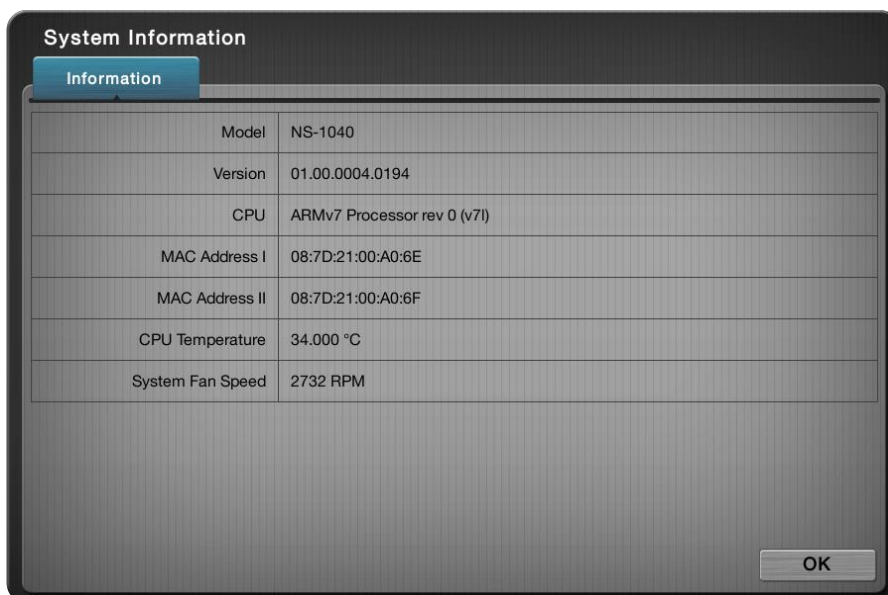 System Information
Information
Model NS-1040
Version 01.00.0004.0194
CPU ARMv7 Processor rev 0 (v7l)
MAC Address I 08:7D:21:00:A0:6E
MAC Address II 08:7D:21:00:A0:6F
CPU Temperature 34.000 °C
System Fan Speed 2732 RPM
OK